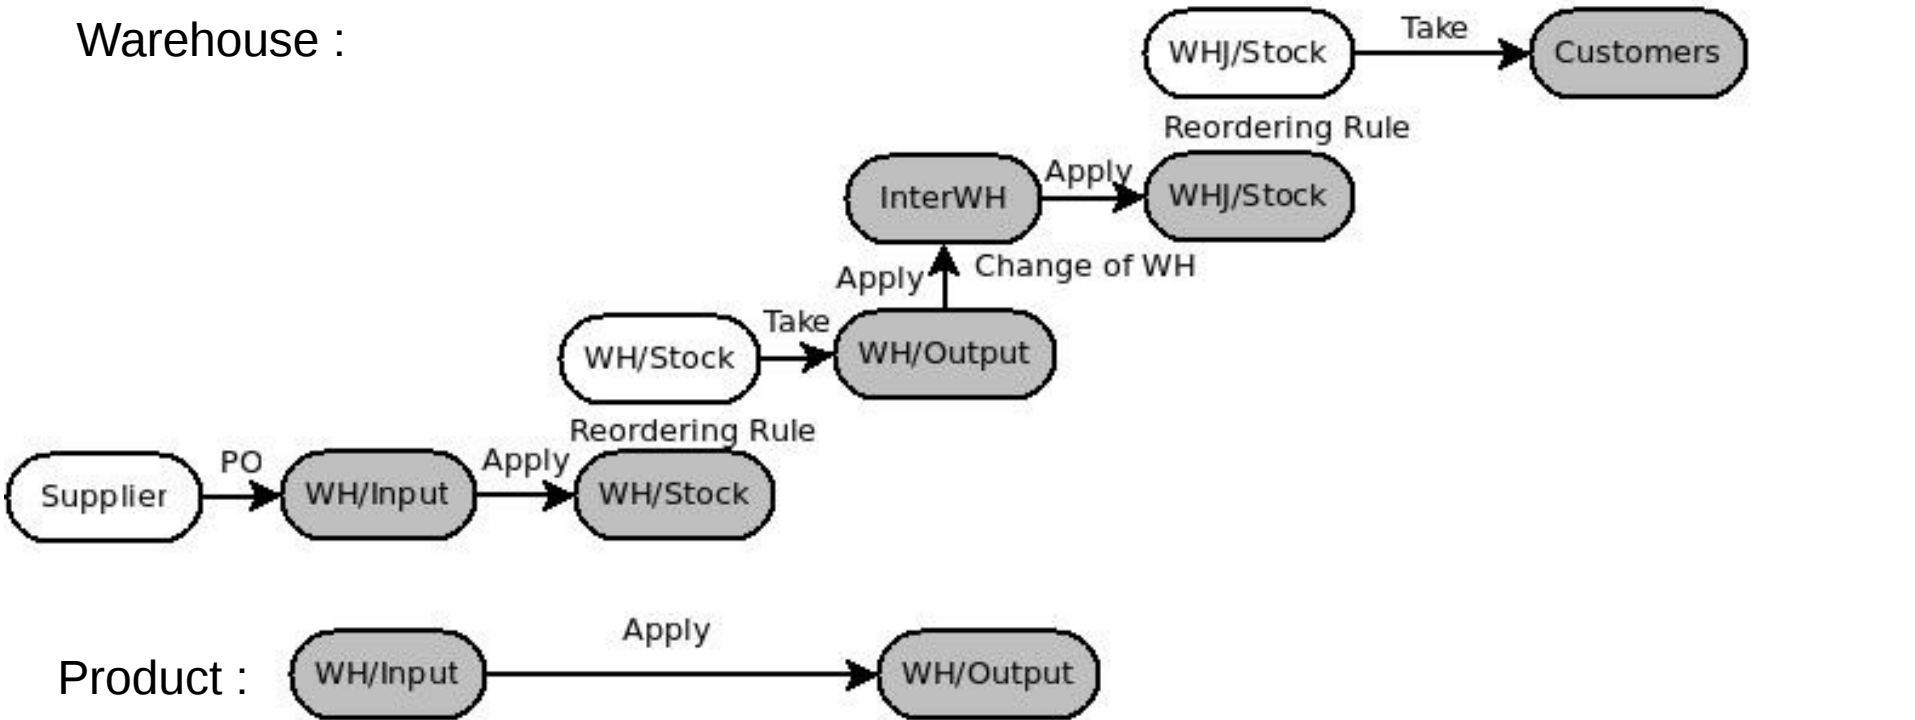 Warehouse :
WHJ/Stock
Take
Customers
Reordering Rule
InterWH
Apply
WHJ/Stock
Apply
Change of WH
WH/Stock
Take
WH/Output
Reordering Rule
Supplier
PO
WH/Input
Apply
WH/Stock
Product :
WH/Input
Apply
WH/Output